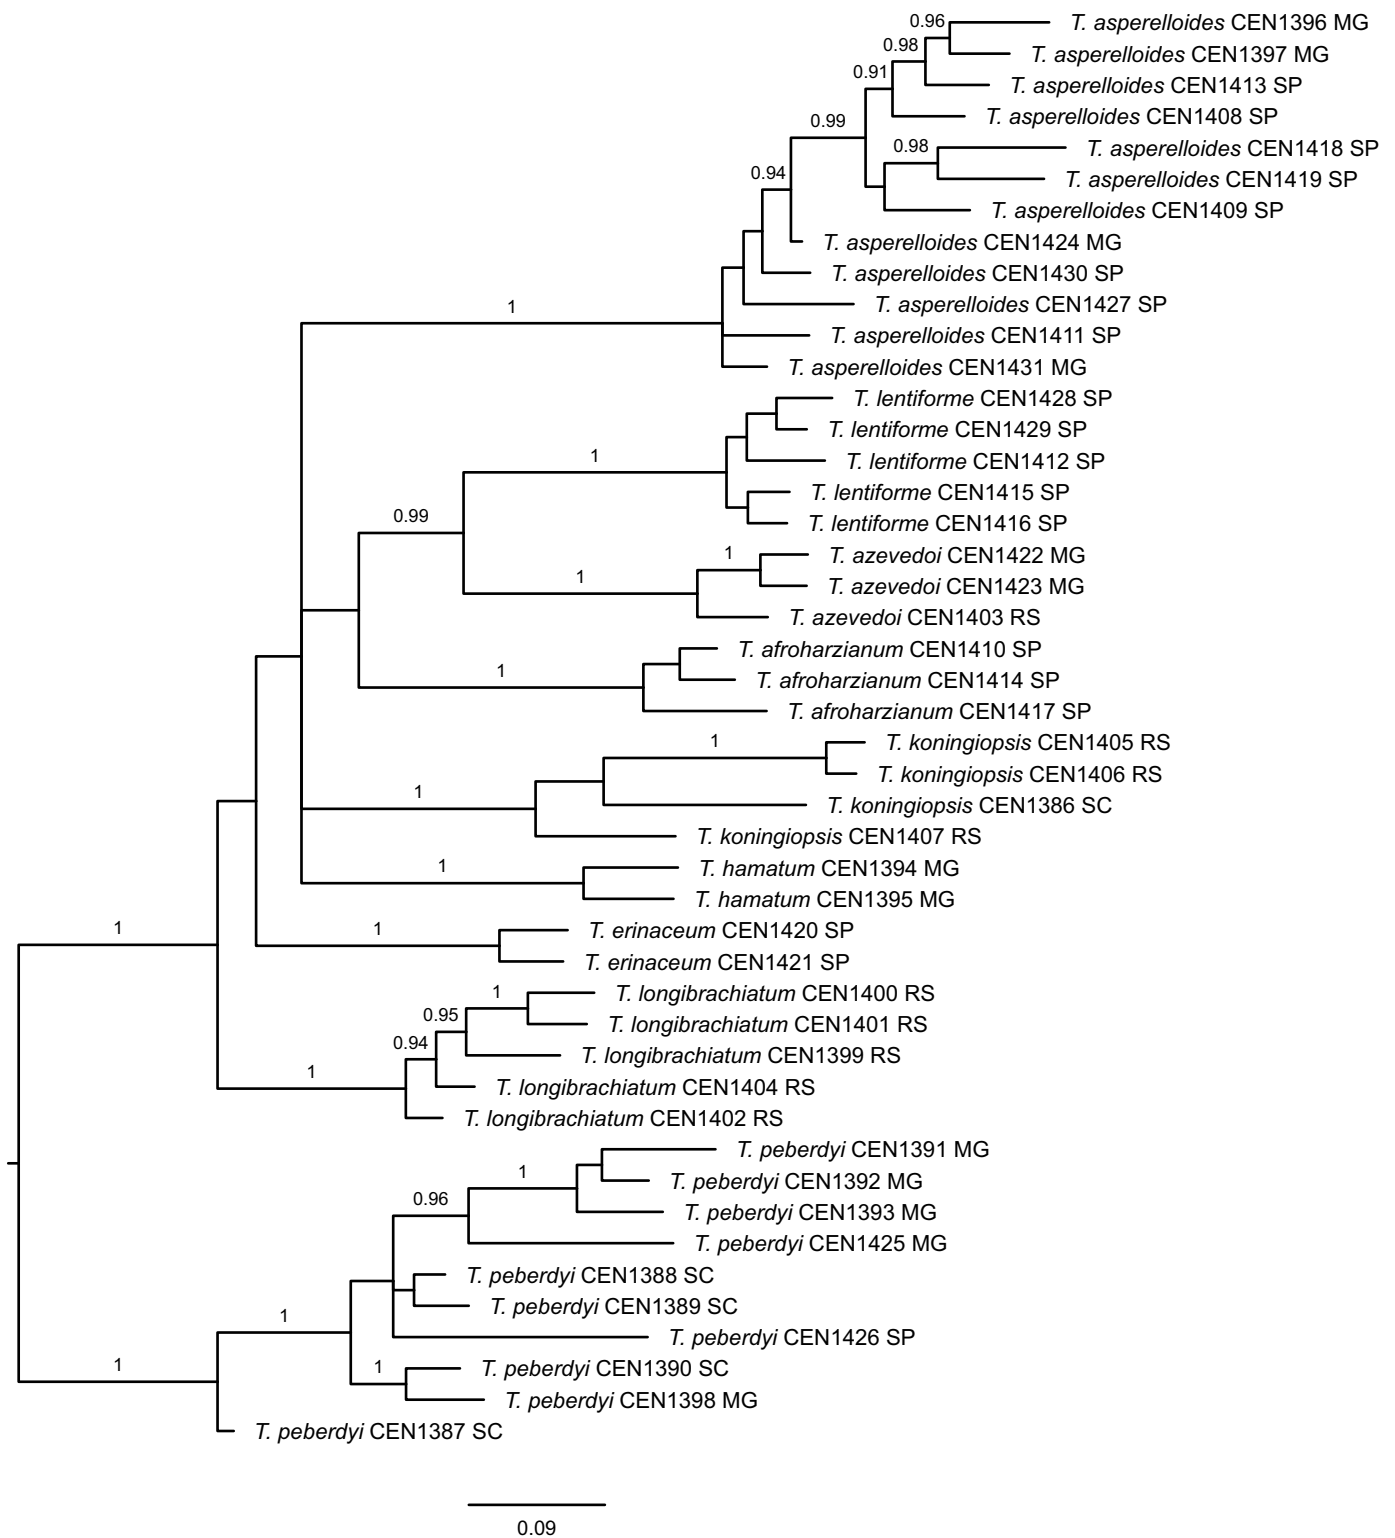 0.96
T. asperelloides CEN1396 MG
0.98
T. asperelloides CEN1397 MG
0.91
T. asperelloides CEN1413 SP
T. asperelloides CEN1408 SP
0.99
0.98
T. asperelloides CEN1418 SP
T. asperelloides CEN1419 SP
0.94
T. asperelloides CEN1409 SP
T. asperelloides CEN1424 MG
T. asperelloides CEN1430 SP
1
T. asperelloides CEN1427 SP
T. asperelloides CEN1411 SP
T. asperelloides CEN1431 MG
T. lentiforme CEN1428 SP
T. lentiforme CEN1429 SP
1
T. lentiforme CEN1412 SP
T. lentiforme CEN1415 SP
0.99
T. lentiforme CEN1416 SP
1
T. azevedoi CEN1422 MG
1
T. azevedoi CEN1423 MG
T. azevedoi CEN1403 RS
T. afroharzianum CEN1410 SP
1
T. afroharzianum CEN1414 SP
T. afroharzianum CEN1417 SP
1
T. koningiopsis CEN1405 RS
T. koningiopsis CEN1406 RS
1
T. koningiopsis CEN1386 SC
T. koningiopsis CEN1407 RS
1
T. hamatum CEN1394 MG
T. hamatum CEN1395 MG
1
1
T. erinaceum CEN1420 SP
T. erinaceum CEN1421 SP
1
T. longibrachiatum CEN1400 RS
0.95
T. longibrachiatum CEN1401 RS
0.94
T. longibrachiatum CEN1399 RS
1
T. longibrachiatum CEN1404 RS
T. longibrachiatum CEN1402 RS
T. peberdyi CEN1391 MG
1
T. peberdyi CEN1392 MG
0.96
T. peberdyi CEN1393 MG
T. peberdyi CEN1425 MG
T. peberdyi CEN1388 SC
T. peberdyi CEN1389 SC
1
T. peberdyi CEN1426 SP
1
1
T. peberdyi CEN1390 SC
T. peberdyi CEN1398 MG
T. peberdyi CEN1387 SC
0.09